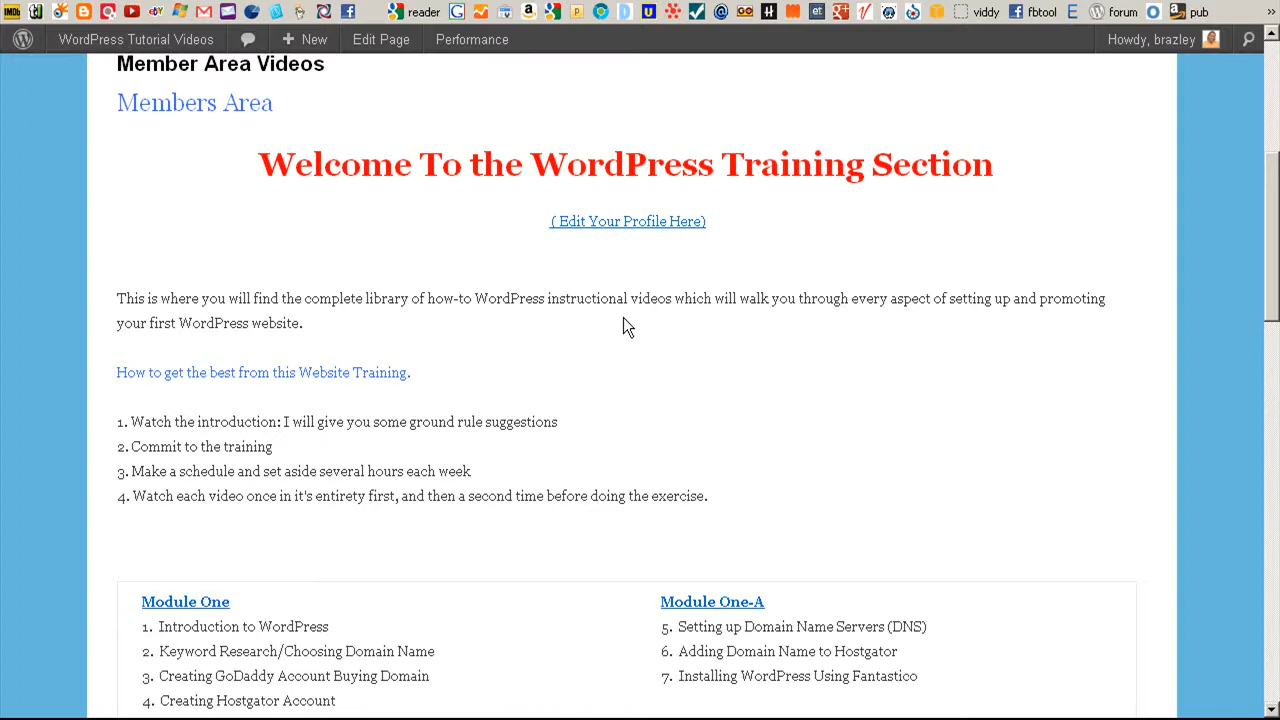 reader
viddy
fbtool
forum
pub
»
WordPress Tutorial Videos
New
Edit Page
Performance
Howdy, brazley
Member Area Videos
Members Area
Welcome To the WordPress Training Section
( Edit Your Profile Here)
This is where you will find the complete library of how-to WordPress instructional videos which will walk you through every aspect of setting up and promoting
your first WordPress website.
How to get the best from this Website Training.
1. Watch the introduction: I will give you some ground rule suggestions
2. Commit to the training
3. Make a schedule and set aside several hours each week
4. Watch each video once in it's entirety first, and then a second time before doing the exercise.
Module One
1. Introduction to WordPress
2. Keyword Research/Choosing Domain Name
3. Creating GoDaddy Account Buying Domain
4. Creating Hostgator Account
Module One-A
5. Setting up Domain Name Servers (DNS)
6. Adding Domain Name to Hostgator
7. Installing WordPress Using Fantastico